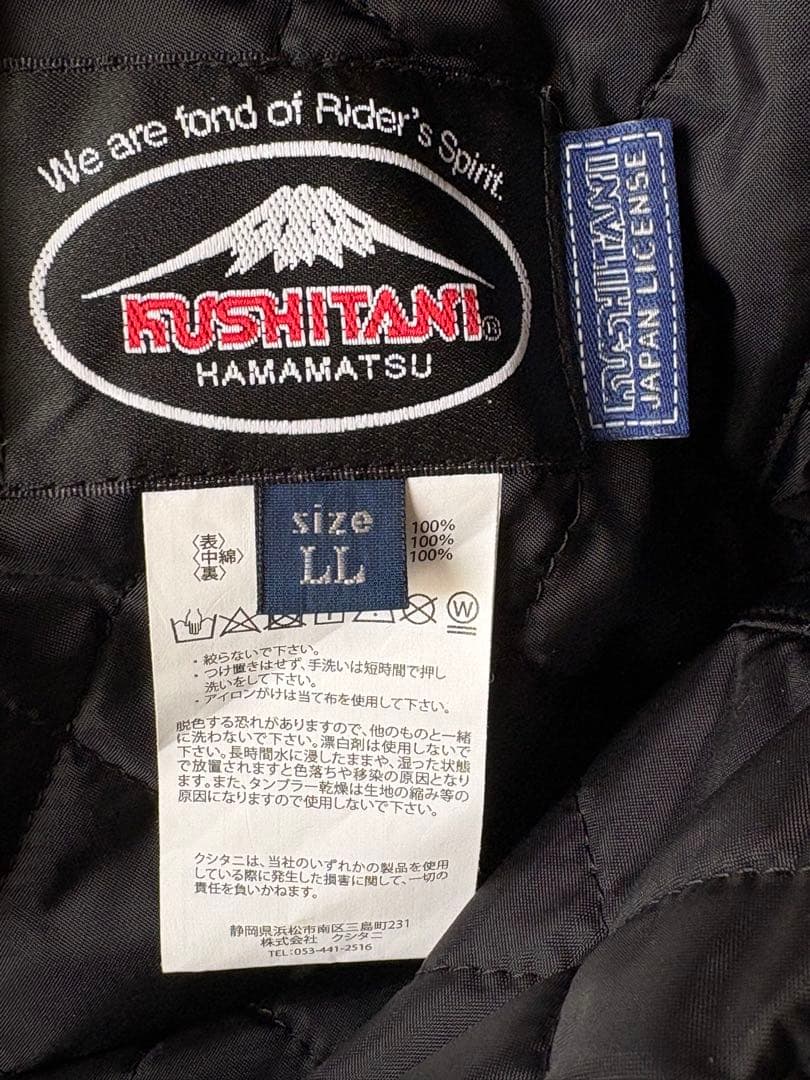 We are fond of Rider's Spirit.
KUSHITANI®
HAMAMATSU
KUSHITANI
JAPAN LICENSE
size
LL
〈表〉 100%
〈中綿〉 100%
〈裏〉 100%
W
・絞らないで下さい。
・つけ置きはせず、手洗いは短時間で押し
洗いをして下さい。
・アイロンがけは当て布を使用して下さい。
脱色する恐れがありますので、他のものと一緒
に洗わないで下さい。漂白剤は使用しないで
下さい。長時間水に浸したままや、湿った状態
で放置されますと色落ちや移染の原因となり
ます。また、タンブラー乾燥は生地の縮み等の
原因になりますので使用しないで下さい。
クシタニは、当社のいずれかの製品を使用
している際に発生した損害に関して、一切の
責任を負いかねます。
静岡県浜松市南区三島町231
株式会社 クシタニ
TEL:053-441-2516